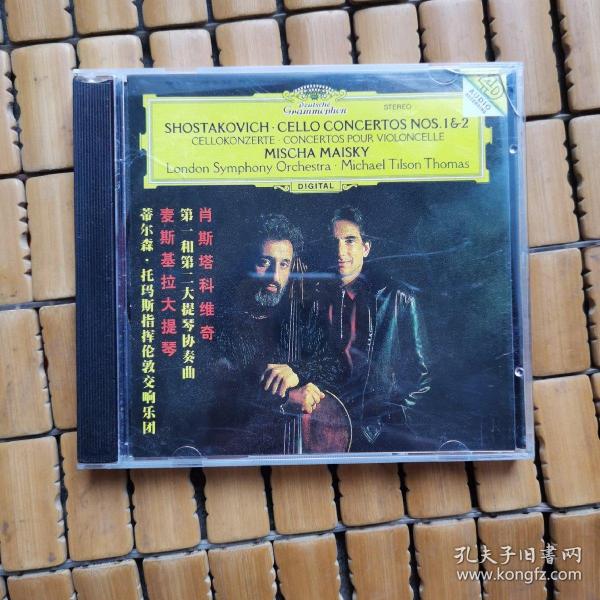 Deutsche
Grammophon
STEREO
4D
AUDIO
SHOSTAKOVICH · CELLO CONCERTOS NOS. 1 & 2
CELLOKONZERTE · CONCERTOS POUR VIOLONCELLE
MISCHA MAISKY
London Symphony Orchestra · Michael Tilson Thomas
DIGITAL
肖斯塔科维奇
第一和第二大提琴协奏曲
麦斯基拉大提琴
蒂尔森·托玛斯指挥伦敦交响乐团
孔夫子旧书网
www.kongfz.com